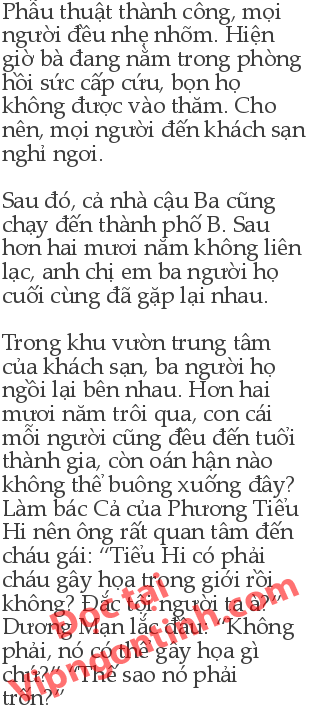 Phẫu thuật thành công, mọi
người đều nhẹ nhõm. Hiện
giờ bà đang nằm trong phòng
hồi sức cấp cứu, bọn họ
không được vào thăm. Cho
nên, mọi người đến khách sạn
nghỉ ngơi.
Sau đó, cả nhà cậu Ba cũng
chạy đến thành phố B. Sau
hơn hai mươi năm không liên
lạc, anh chị em ba người họ
cuối cùng đã gặp lại nhau.
Trong khu vườn trung tâm
của khách sạn, ba người họ
ngồi lại bên nhau. Hơn hai
mươi năm trôi qua, con cái
mỗi người cũng đều đến tuổi
thành gia, còn oán hận nào
không thể buông xuống đây?
Làm bác Cả của Phương Tiểu
Hi nên ông rất quan tâm đến
cháu gái: “Tiểu Hi có phải
cháu gây họa trong giới rồi
không? Đắc tội người ta à?”
Dương Mạn lắc đầu: “Không
phải, nó có thể gây họa gì
chứ?” “Thế sao nó phải
trốn?”
Đọc tại
Vipngontinh.com